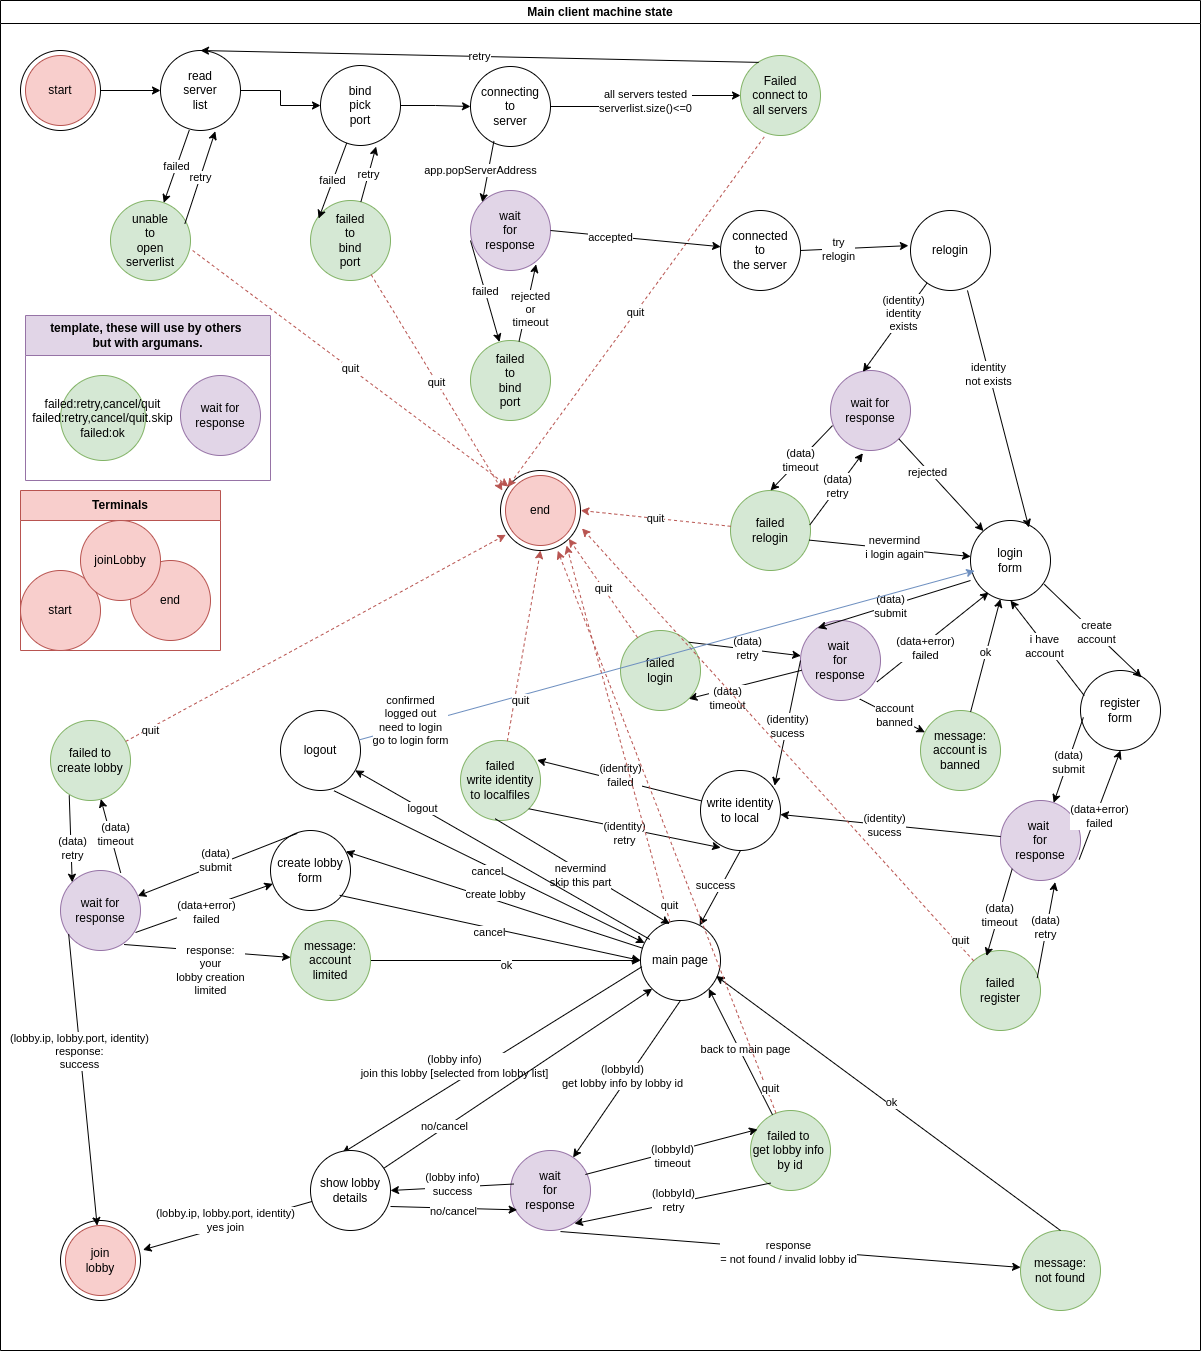 Main client machine state
start
read
server
list
bind
pick
port
connecting
to
server
all servers tested
serverlist.size()<=0
retry
Failed
connect to
all servers
failed
retry
failed
retry
app.popServerAddress
unable
to
open
serverlist
failed
to
bind
port
wait
for
response
accepted
connected
to
the server
try
relogin
relogin
failed
rejected
or
timeout
failed
to
bind
port
quit
quit
quit
(identity)
identity
exists
identity
not exists
template, these will use by others
but with argumans.
failed:retry,cancel/quit
failed:retry,cancel/quit.skip
failed:ok
wait for
response
wait for
response
(data)
timeout
(data)
retry
rejected
Terminals
joinLobby
start
end
end
quit
failed
relogin
nevermind
i login again
login
form
quit
(data)
submit
create
account
i have
account
(data+error)
failed
ok
failed
login
(data)
retry
(data)
timeout
wait
for
response
account
banned
message:
account is
banned
register
form
(identity)
sucess
(data)
submit
(data+error)
failed
quit
confirmed
logged out
need to login
go to login form
quit
logout
failed to
create lobby
failed
write identity
to localfiles
(identity)
failed
(identity)
retry
write identity
to local
(identity)
sucess
wait
for
response
logout
(data)
retry
(data)
timeout
(data)
submit
create lobby
form
cancel
nevermind
skip this part
success
create lobby
wait for
response
(data+error)
failed
cancel
quit
(data)
timeout
(data)
retry
quit
response:
your
lobby creation
limited
message:
account
limited
ok
main page
failed
register
(lobby.ip, lobby.port, identity)
response:
success
(lobby info)
join this lobby [selected from lobby list]
(lobbyId)
get lobby info by lobby id
back to main page
quit
ok
no/cancel
failed to
get lobby info
by id
(lobbyId)
timeout
show lobby
details
(lobby info)
success
no/cancel
wait
for
response
(lobbyId)
retry
(lobby.ip, lobby.port, identity)
yes join
join
lobby
response
= not found / invalid lobby id
message:
not found